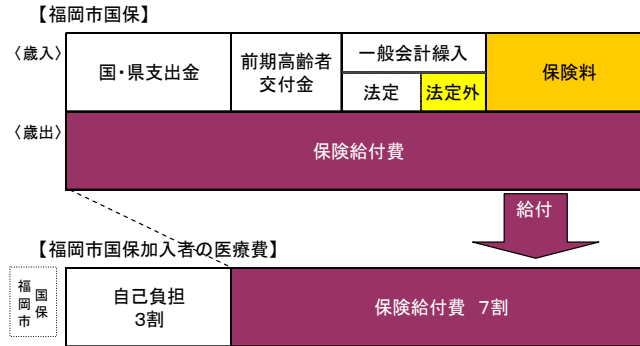 【福岡市国保】
〈歳入〉
国・県支出金
前期高齢者
交付金
一般会計繰入
法定
法定外
保険料
〈歳出〉
保険給付費
給付
【福岡市国保加入者の医療費】
福岡市
国保
自己負担
3割
保険給付費 7割